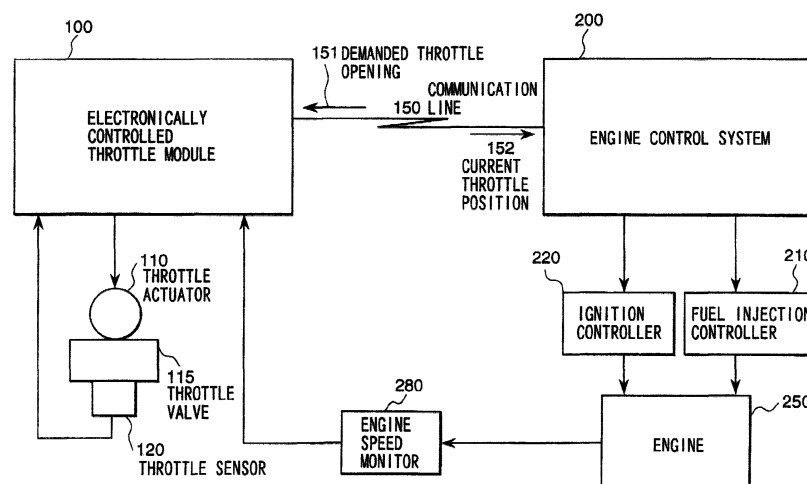 100
200
151 DEMANDED THROTTLE
OPENING
COMMUNICATION
150 LINE
ELECTRONICALLY
CONTROLLED
THROTTLE MODULE
152
CURRENT
THROTTLE
POSITION
ENGINE CONTROL SYSTEM
110
THROTTLE
ACTUATOR
220
210
IGNITION
CONTROLLER
FUEL INJECTION
CONTROLLER
115
THROTTLE
VALVE
120
THROTTLE SENSOR
280
ENGINE
SPEED
MONITOR
250
ENGINE